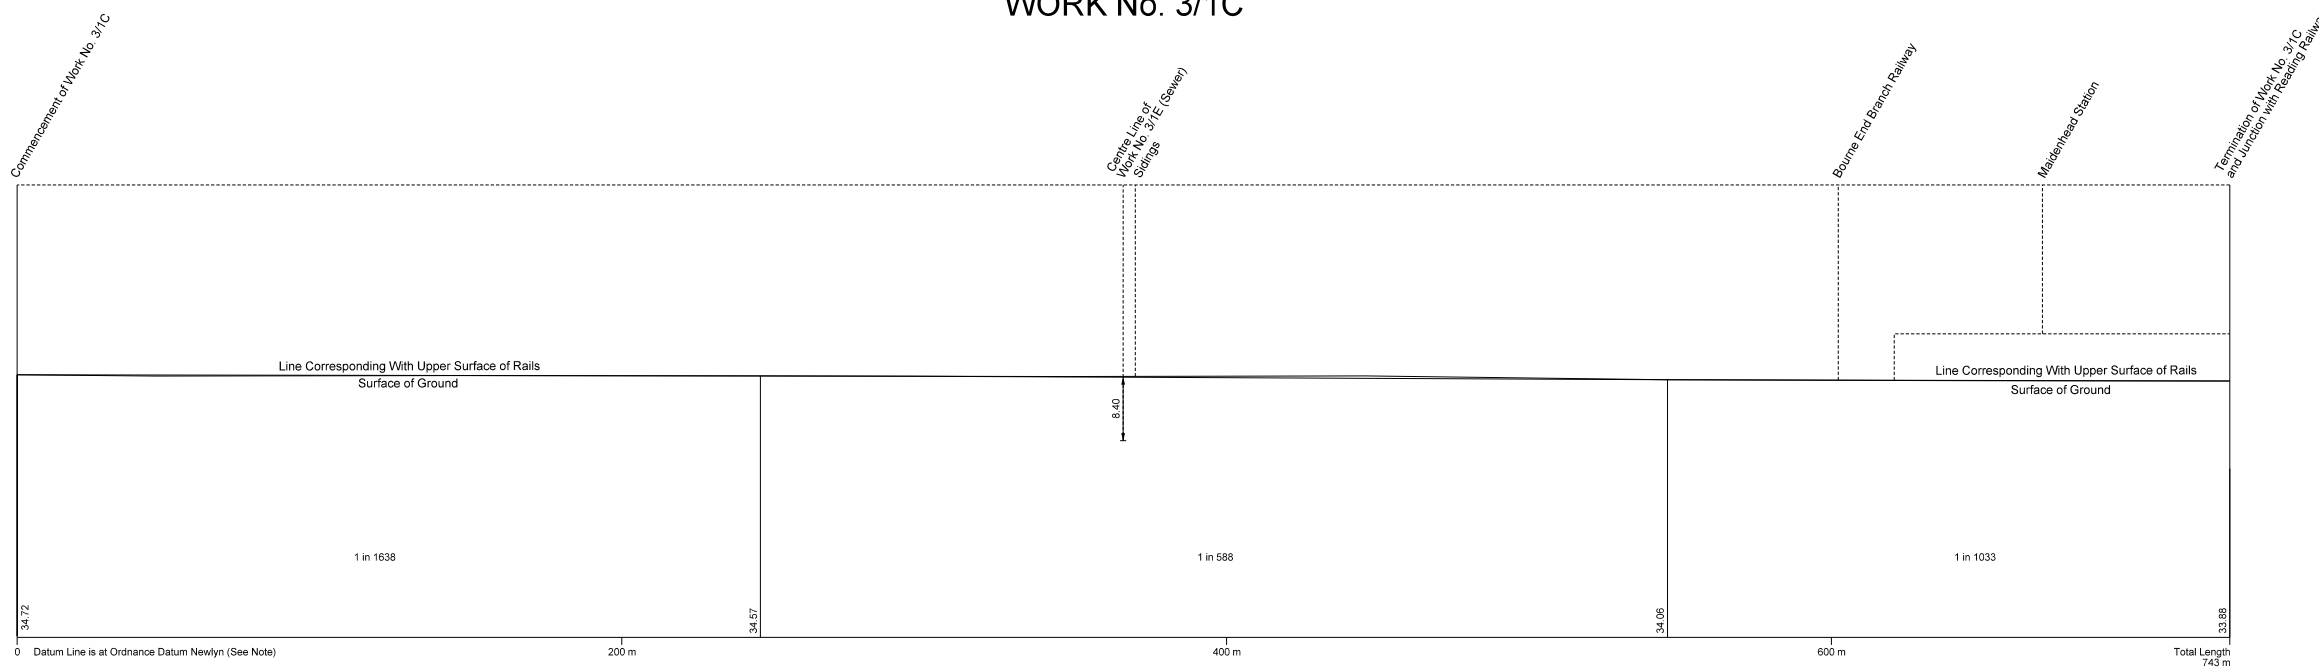 WORK No. 3/1C
Commencement of Work No. 3/1C
Centre Line of
Work No. 3/1E (Sewer)
Sidings
Bourne End Branch Railway
Maidenhead Station
Termination of Work No. 3/1C
and Junction with Reading
Line Corresponding With Upper Surface of Rails
Surface of Ground
8.40
Line Corresponding With Upper Surface of Rails
Surface of Ground
1 in 1638
1 in 588
1 in 1033
34.72
34.57
34.06
33.88
0
Datum Line is at Ordnance Datum Newlyn (See Note)
200 m
400 m
600 m
Total Length
743 m